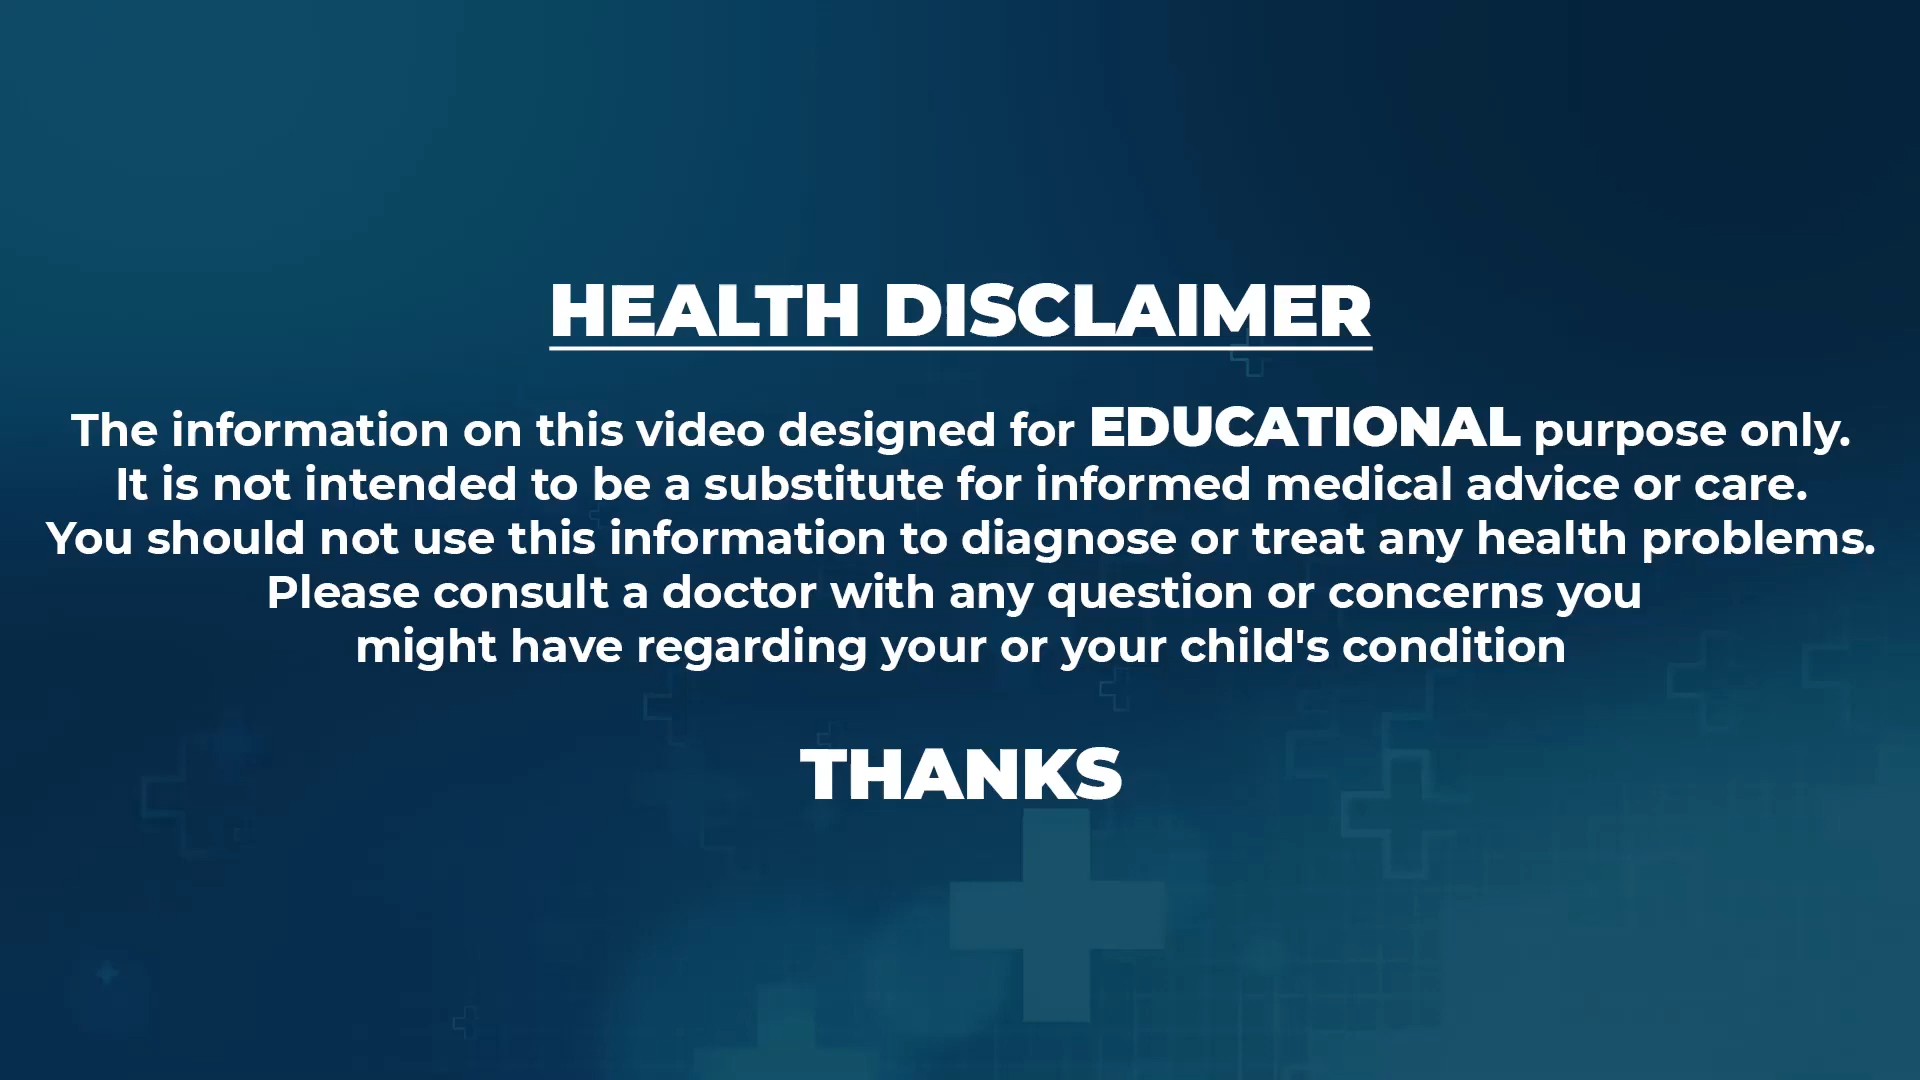 HEALTH DISCLAIMER
The information on this video designed for EDUCATIONAL purpose only.
It is not intended to be a substitute for informed medical advice or care.
You should not use this information to diagnose or treat any health problems.
Please consult a doctor with any question or concerns you
might have regarding your or your child's condition
THANKS